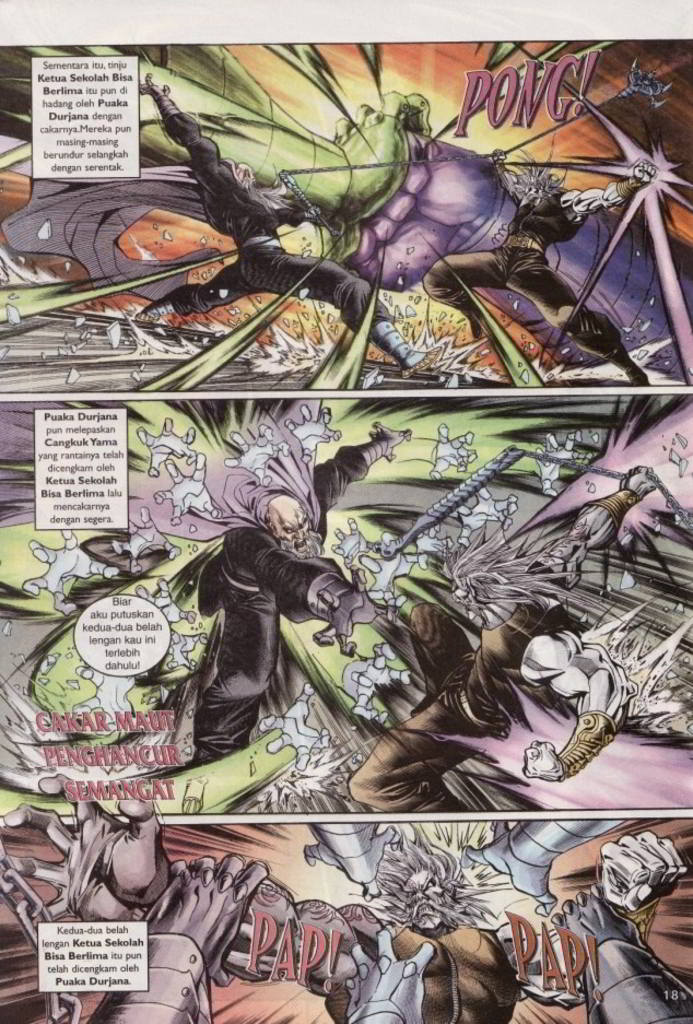 Sementara itu, tinju
Ketua Sekolah Bisa
Berlima itu pun di
hadang oleh Puaka
Durjana dengan
cakarnya.Mereka pun
masing-masing
berundur selangkah
dengan serentak.
PONG!
Puaka Durjana
pun melepaskan
Cangkuk Yama
yang rantainya telah
dicengkam oleh
Ketua Sekolah
Bisa Berlima lalu
mencakarnya
dengan segera.
Biar
aku putuskan
kedua-dua belah
lengan kau ini
terlebih
dahulu!
CAKAR MAUT
PENGHANCUR
SEMANGAT
Kedua-dua belah
lengan Ketua Sekolah
Bisa Berlima itu pun
telah dicengkam oleh
Puaka Durjana.
PAP!
PAP!
18